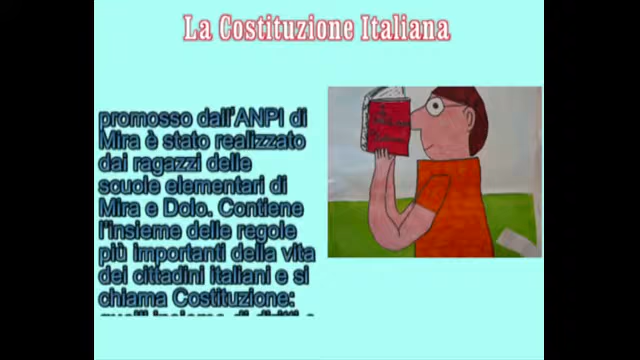 La Costituzione Italiana
promosso dall'ANPI di
Mira è stato realizzato
dai ragazzi delle
scuole elementari di
Mira e Dolo. Contiene
l'insieme delle regole
più importanti della vita
dei cittadini italiani e si
chiama Costituzione: